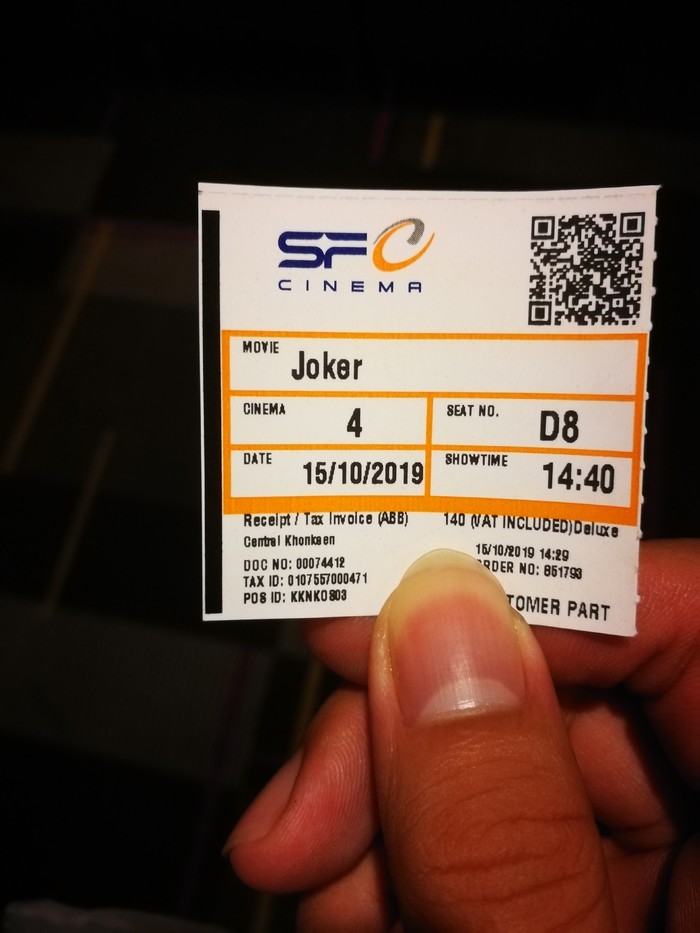 SFC
CINEMA
MOVIE Joker
CINEMA 4 SEAT NO. D8
DATE 15/10/2019 SHOWTIME 14:40
Receipt / Tax Invoice (ABB) 140 (VAT INCLUDED)Deluxe
Central Khonkaen 15/10/2019 14:29
DOC NO: 00074412 RDER NO: 851793
TAX ID: 0107557000471
POS ID: KKNK0803 TOMER PART